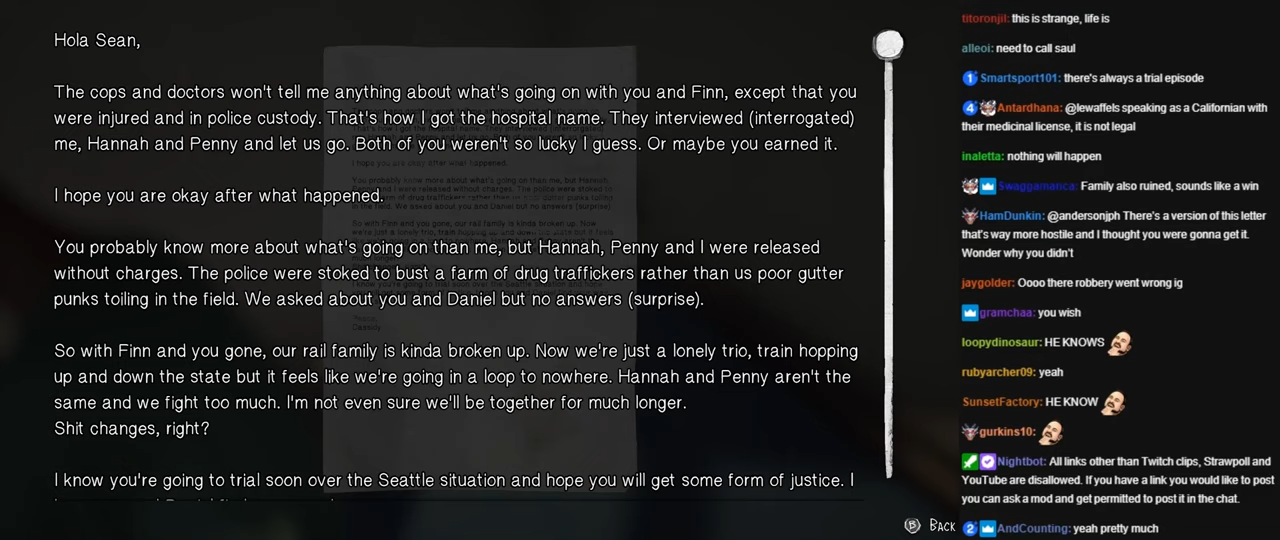 Hola Sean,
The cops and doctors won't tell me anything about what's going on with you and Finn, except that you
were injured and in police custody. That's how I got the hospital name. They interviewed (interrogated)
me, Hannah and Penny and let us go. Both of you weren't so lucky I guess. Or maybe you earned it.
I hope you are okay after what happened.
You probably know more about what's going on than me, but Hannah, Penny and I were released
without charges. The police were stoked to bust a farm of drug traffickers rather than us poor gutter
punks toiling in the field. We asked about you and Daniel but no answers (surprise).
So with Finn and you gone, our rail family is kinda broken up. Now we're just a lonely trio, train hopping
up and down the state but it feels like we're going in a loop to nowhere. Hannah and Penny aren't the
same and we fight too much. I'm not even sure we'll be together for much longer.
Shit changes, right?
I know you're going to trial soon over the Seattle situation and hope you will get some form of justice. I
B Back
titoronjil: this is strange, life is
alleoi: need to call saul
1 Smartsport101: there's always a trial episode
4 Antardhana: @lewaffels speaking as a Californian with
their medicinal license, it is not legal
inaletta: nothing will happen
Swaggamanca: Family also ruined, sounds like a win
HamDunkin: @andersonjph There's a version of this letter
that's way more hostile and I thought you were gonna get it.
Wonder why you didn't
jaygolder: Oooo there robbery went wrong ig
gramchaa: you wish
loopydinosaur: HE KNOWS
rubyarcher09: yeah
SunsetFactory: HE KNOW
gurkins10:
Nightbot: All links other than Twitch clips, Strawpoll and
YouTube are disallowed. If you have a link you would like to post
you can ask a mod and get permitted to post it in the chat.
2 AndCounting: yeah pretty much